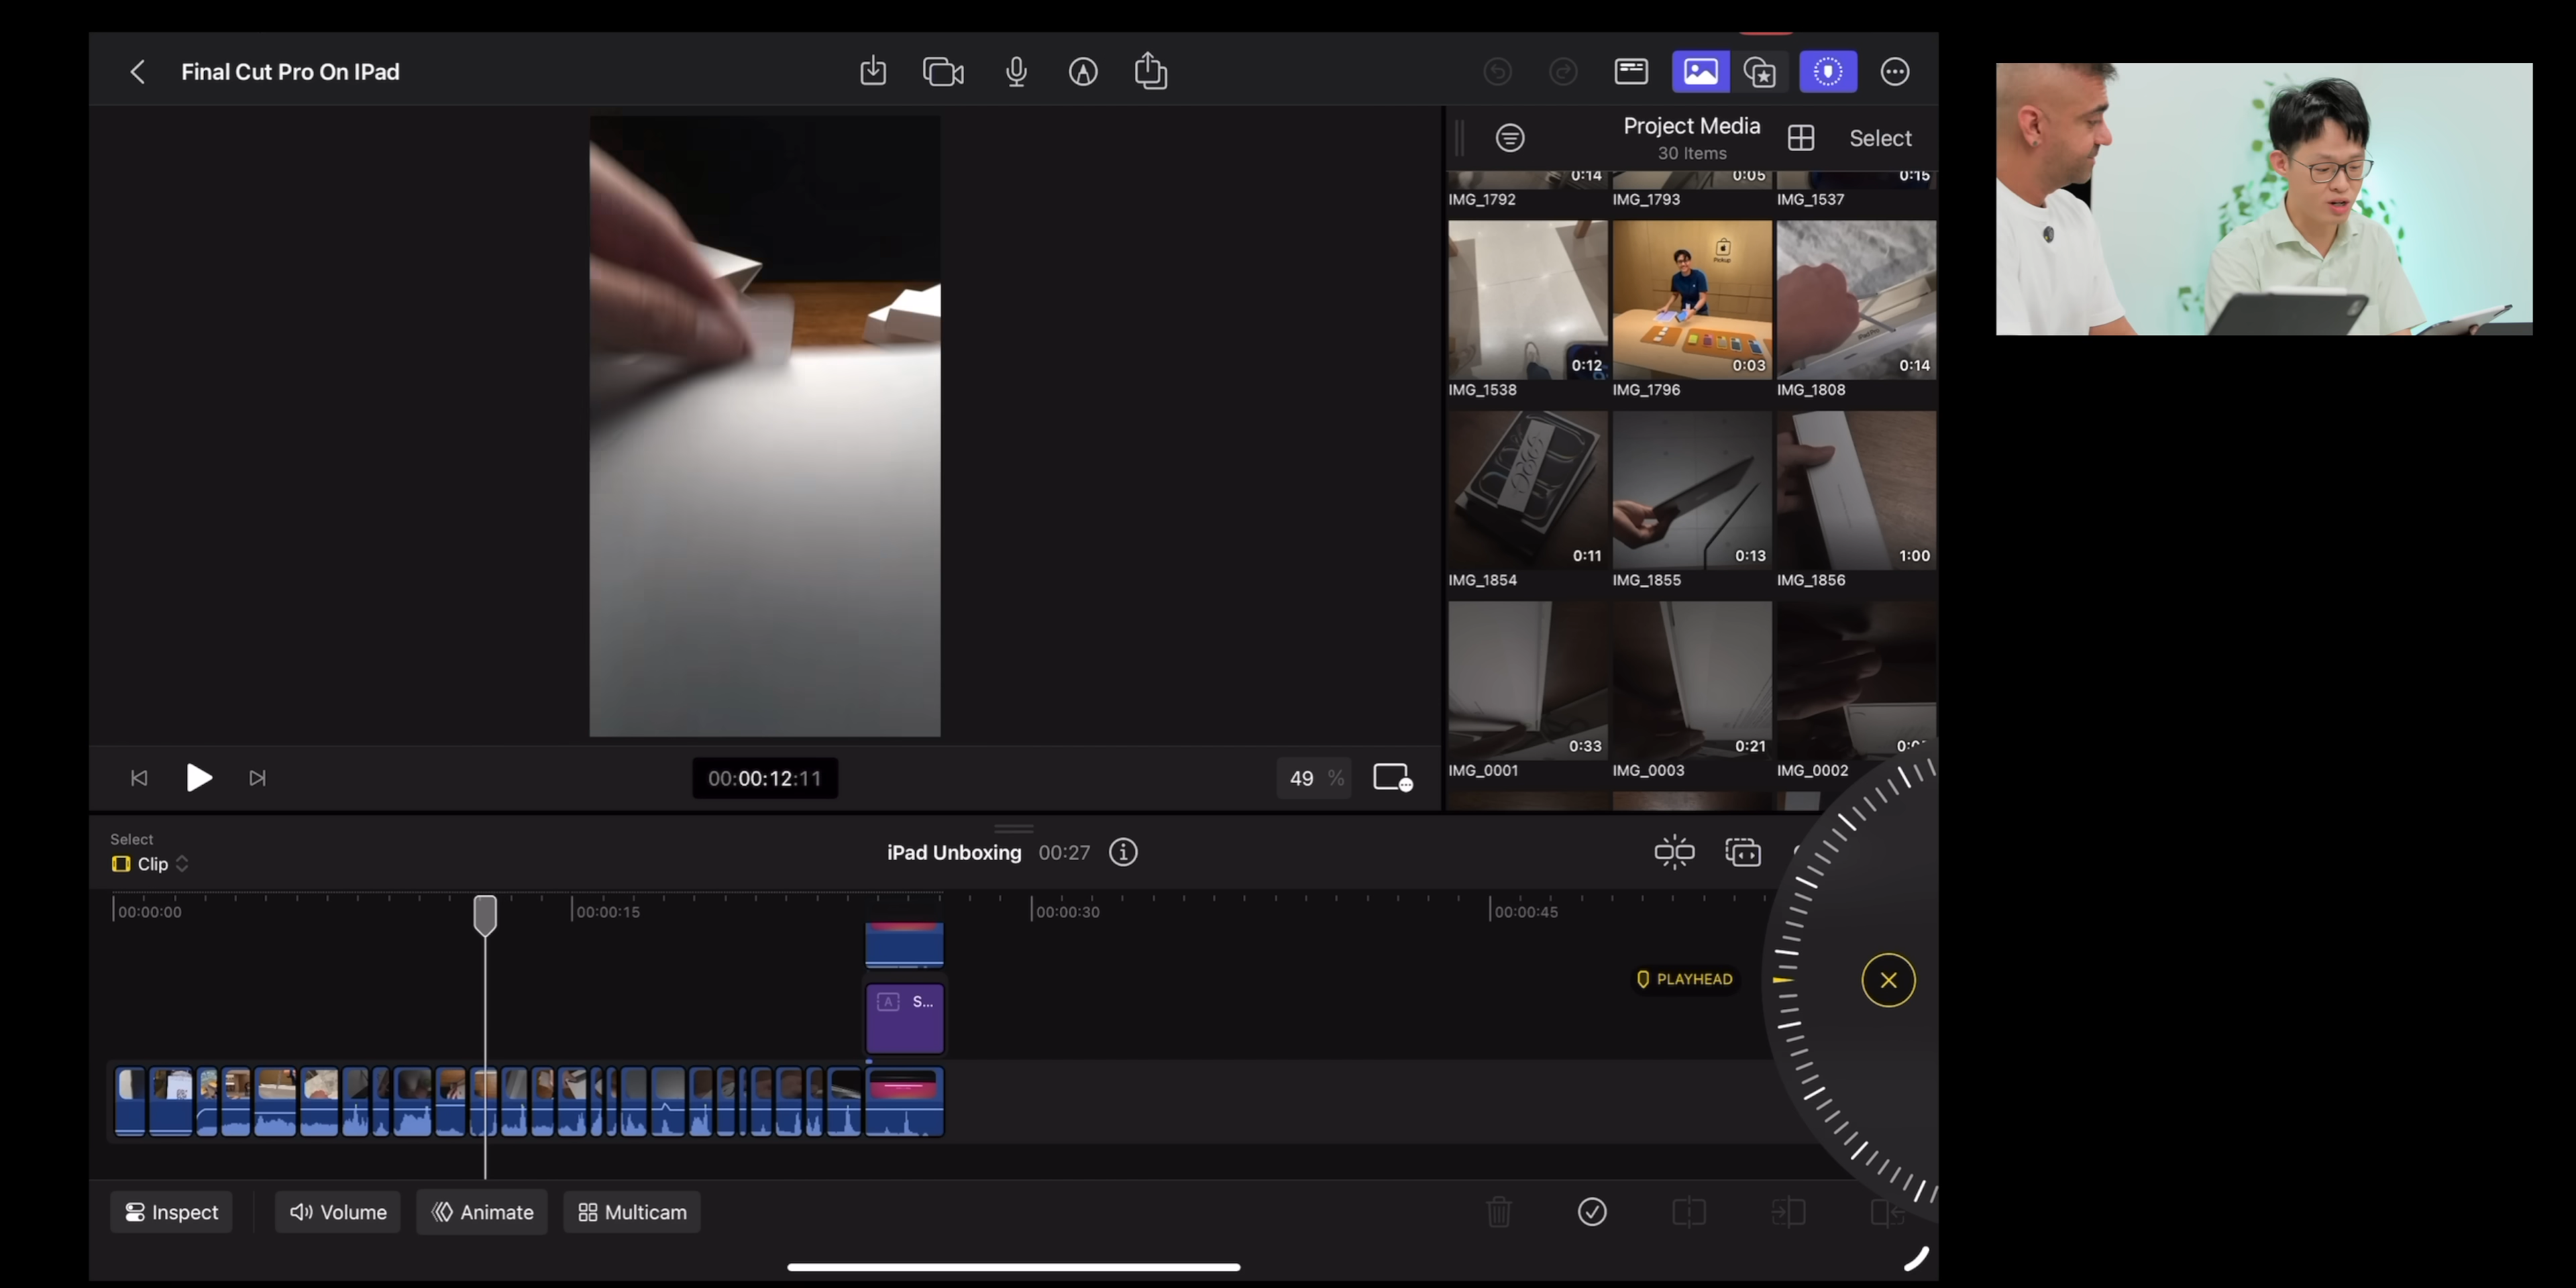 Final Cut Pro On IPad
Project Media
30 Items
Select
0:14
0:05
0:15
IMG_1792
IMG_1793
IMG_1537
Pickup
0:12
0:03
0:14
IMG_1538
IMG_1796
IMG_1808
0:11
0:13
1:00
IMG_1854
IMG_1855
IMG_1856
0:33
0:21
IMG_0001
IMG_0003
IMG_0002
00:00:12:11
49 %
Select
Clip
iPad Unboxing 00:27
00:00:00
00:00:15
00:00:30
00:00:45
PLAYHEAD
A S...
Inspect
Volume
Animate
Multicam